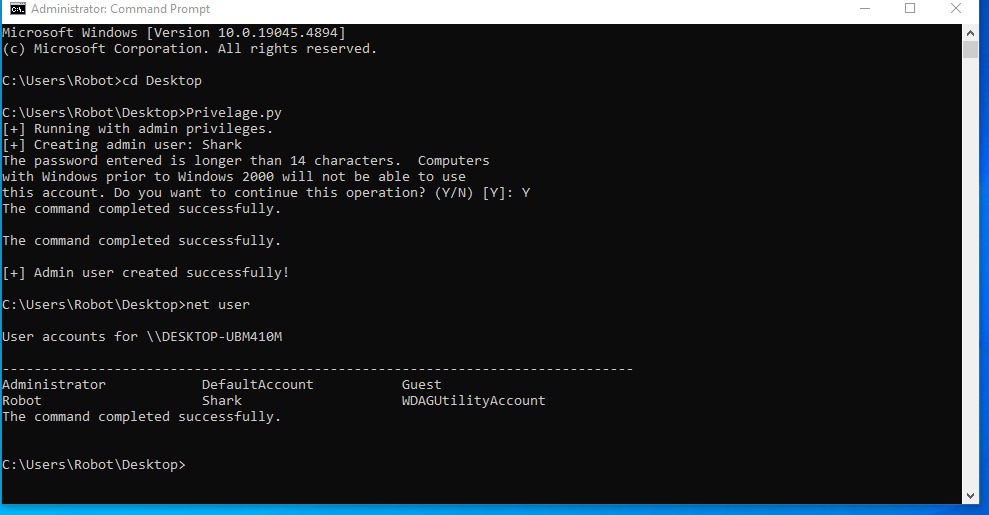 Administrator: Command Prompt
Microsoft Windows [Version 10.0.19045.4894]
(c) Microsoft Corporation. All rights reserved.
C:\Users\Robot>cd Desktop
C:\Users\Robot\Desktop>Privelage.py
[+] Running with admin privileges.
[+] Creating admin user: Shark
The password entered is longer than 14 characters.  Computers
with Windows prior to Windows 2000 will not be able to use
this account. Do you want to continue this operation? (Y/N) [Y]: Y
The command completed successfully.
The command completed successfully.
[+] Admin user created successfully!
C:\Users\Robot\Desktop>net user
User accounts for \\DESKTOP-UBM410M
-------------------------------------------------------------------------------
Administrator            DefaultAccount           Guest
Robot                    Shark                    WDAGUtilityAccount
The command completed successfully.
C:\Users\Robot\Desktop>